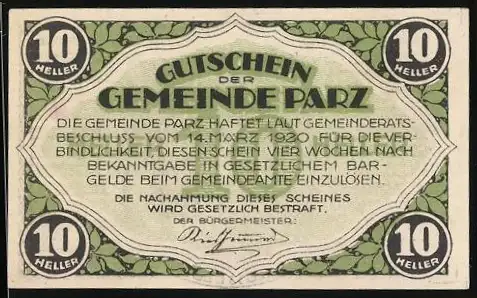 10 HELLER
10 HELLER
GUTSCHEIN
DER
GEMEINDE PARZ
DIE GEMEINDE PARZ HAFTET LAUT GEMEINDERATS-
BESCHLUSS VOM 14. MÄRZ 1920 FÜR DIE VER-
BINDLICHKEIT, DIESEN SCHEIN VIER WOCHEN NACH
BEKANNTGABE IN GESETZLICHEM BAR-
GELDE BEIM GEMEINDEAMTE EINZULÖSEN.
DIE NACHAHMUNG DIESES SCHEINES
WIRD GESETZLICH BESTRAFT.
DER BÜRGERMEISTER:
10 HELLER
10 HELLER